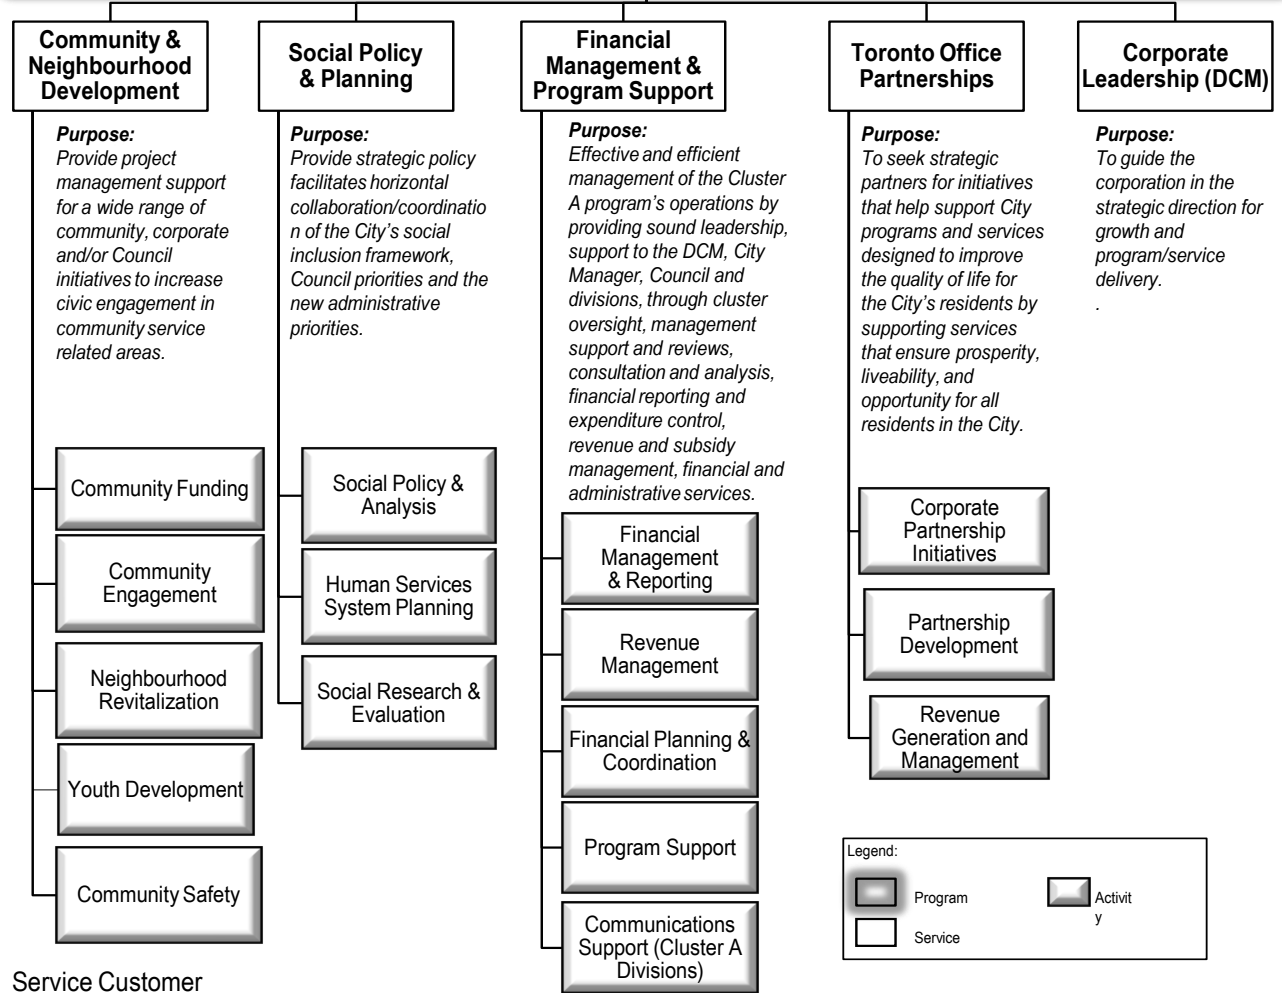 Community &
Neighbourhood
Development
Purpose:
Provide project
management support
for a wide range of
community, corporate
and/or Council
initiatives to increase
civic engagement in
community service
related areas.
Community Funding
Community
Engagement
Neighbourhood
Revitalization
Youth Development
Community Safety
Social Policy
& Planning
Purpose:
Provide strategic policy
facilitates horizontal
collaboration/coordinatio
n of the City's social
inclusion framework,
Council priorities and the
new administrative
priorities.
Social Policy &
Analysis
Human Services
System Planning
Social Research &
Evaluation
Financial
Management &
Program Support
Purpose:
Effective and efficient
management of the Cluster
A program's operations by
providing sound leadership,
support to the DCM, City
Manager, Council and
divisions, through cluster
oversight, management
support and reviews,
consultation and analysis,
financial reporting and
expenditure control,
revenue and subsidy
management, financial and
administrative services.
Financial
Management
& Reporting
Revenue
Management
Financial Planning &
Coordination
Program Support
Communications
Support (Cluster A
Divisions)
Toronto Office
Partnerships
Purpose:
To seek strategic
partners for initiatives
that help support City
programs and services
designed to improve
the quality of life for
the City's residents by
supporting services
that ensure prosperity,
liveability, and
opportunity for all
residents in the City.
Corporate
Partnership
Initiatives
Partnership
Development
Revenue
Generation and
Management
Corporate
Leadership (DCM)
Purpose:
To guide the
corporation in the
strategic direction for
growth and
program/service
delivery.
.
Legend:
Program
Service
Activit
y
Service Customer